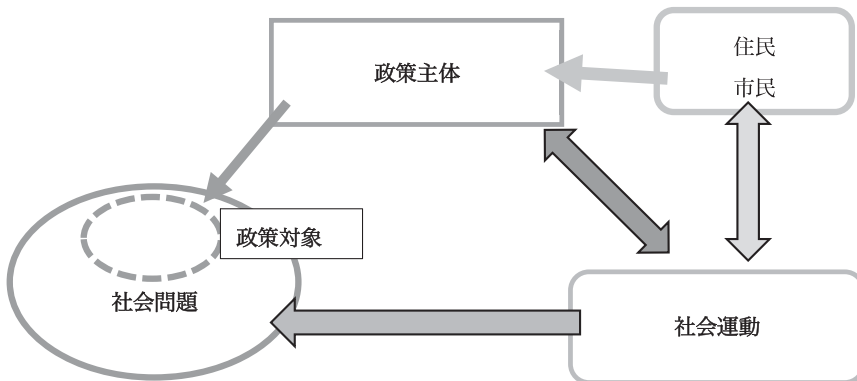 政策主体
住民
市民
政策対象
社会問題
社会運動